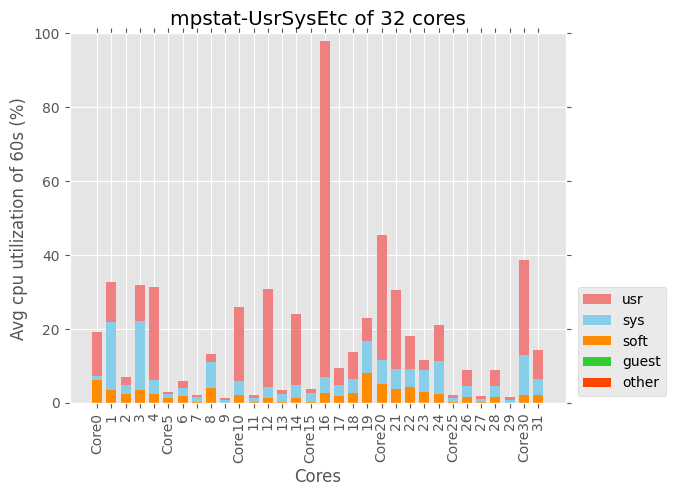 mpstat-UsrSysEtc of 32 cores
Avg cpu utilization of 60s (%)
100
80
60
40
20
0
Core0
1
2
3
4
Core5
6
7
8
9
Core10
11
12
13
14
Core15
16
17
18
19
Core20
21
22
23
24
Core25
26
27
28
29
Core30
31
Cores
usr
sys
soft
guest
other